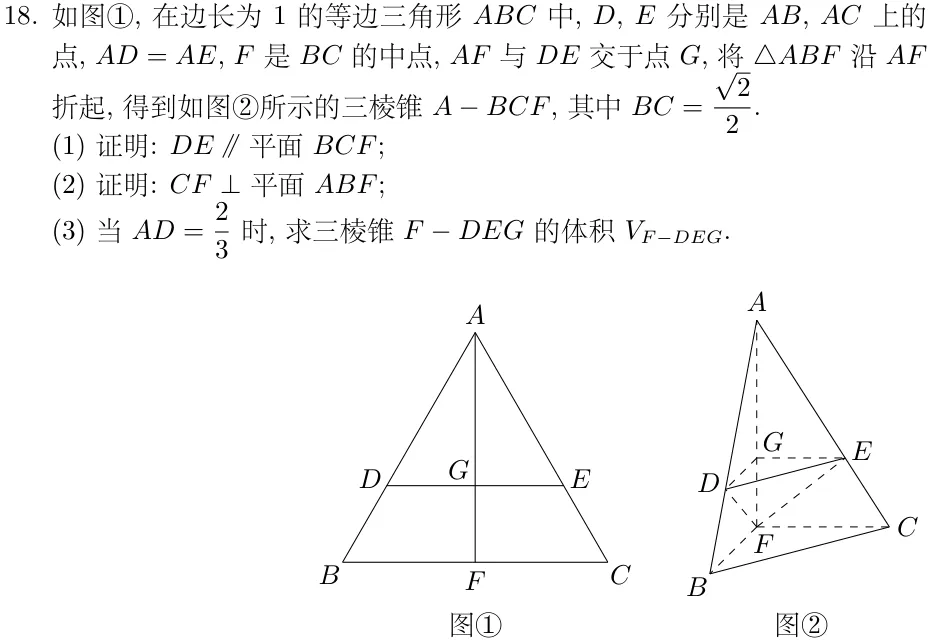 18. 如图①, 在边长为 1 的等边三角形 ABC 中, D, E 分别是 AB, AC 上的
点, AD = AE, F 是 BC 的中点, AF 与 DE 交于点 G, 将 △ABF 沿 AF
折起, 得到如图②所示的三棱锥 A − BCF, 其中 BC = √2/2.
(1) 证明: DE ∥ 平面 BCF;
(2) 证明: CF ⊥ 平面 ABF;
(3) 当 AD = 2/3 时, 求三棱锥 F − DEG 的体积 V_{F−DEG}.
A
D G E
B F C
图①
A
G E
D
F C
B
图②